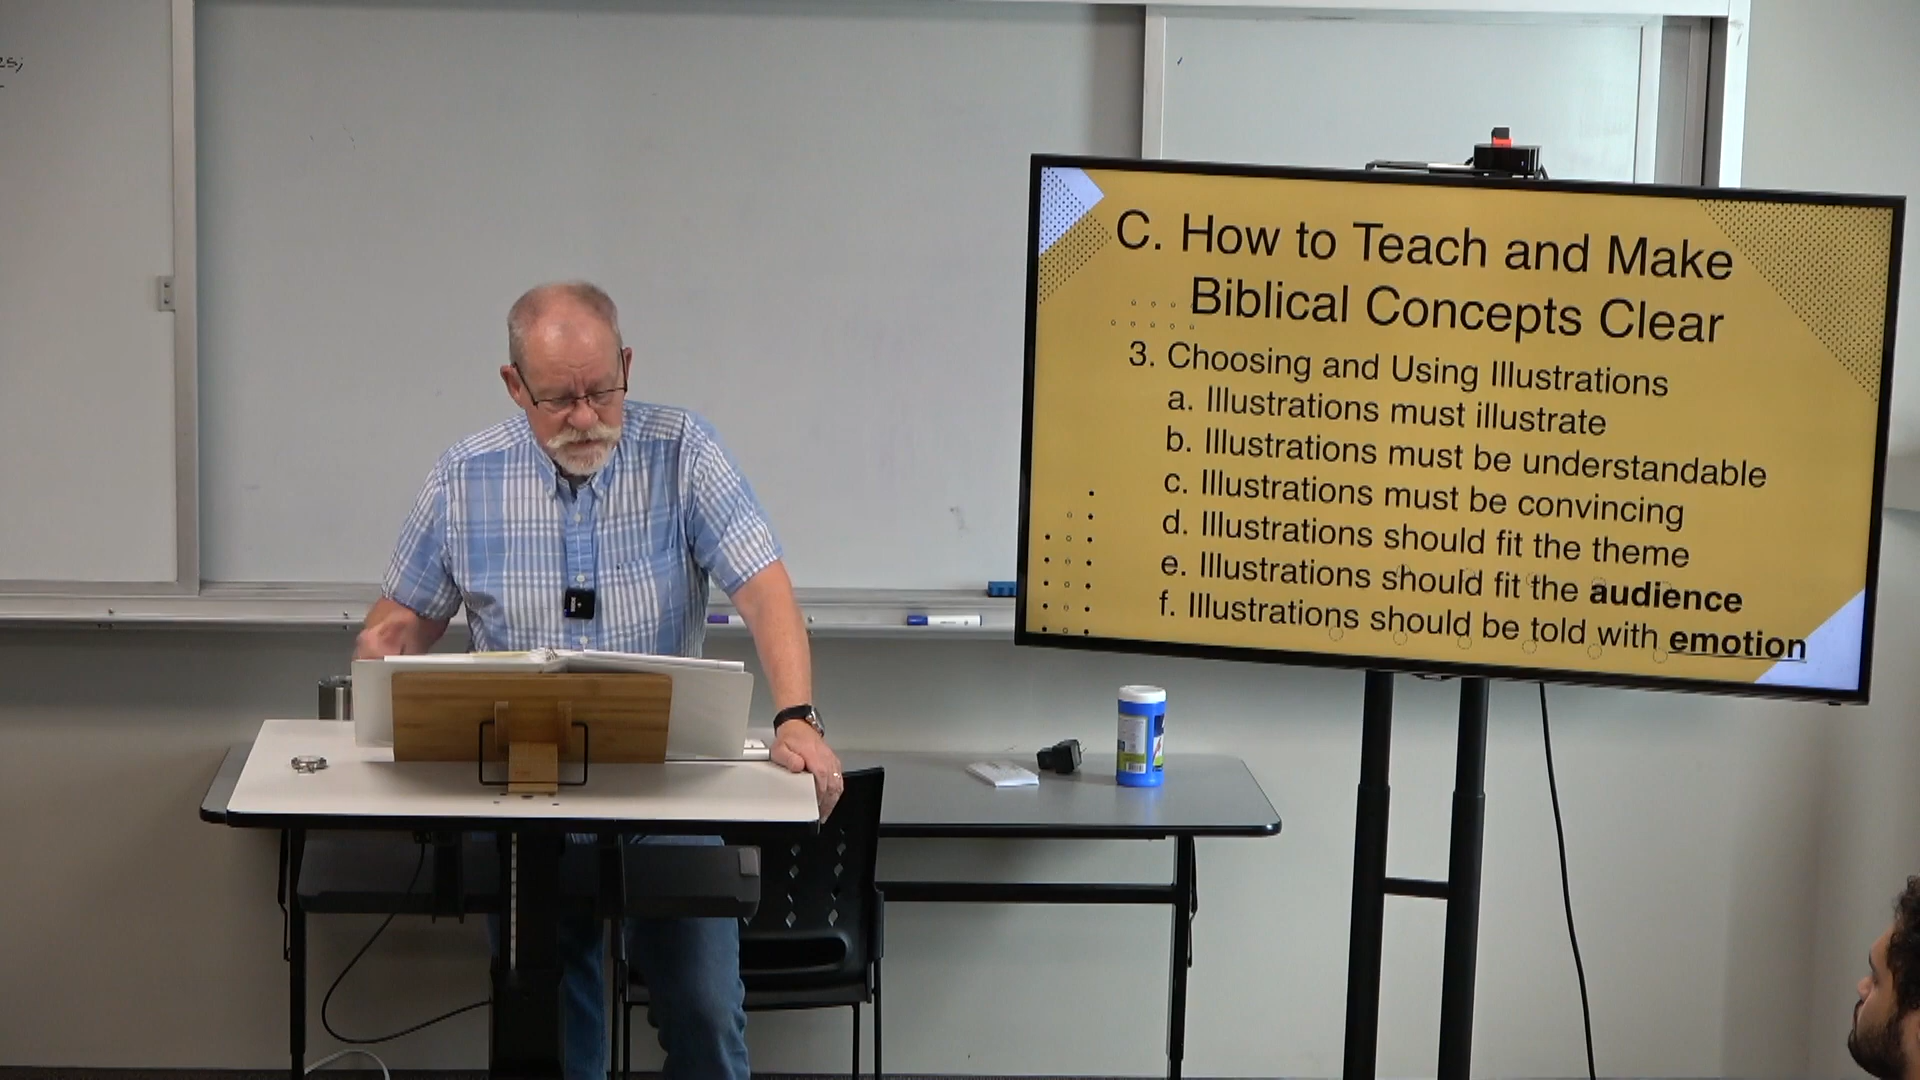 C. How to Teach and Make
Biblical Concepts Clear
3. Choosing and Using Illustrations
a. Illustrations must illustrate
b. Illustrations must be understandable
c. Illustrations must be convincing
d. Illustrations should fit the theme
e. Illustrations should fit the audience
f. Illustrations should be told with emotion